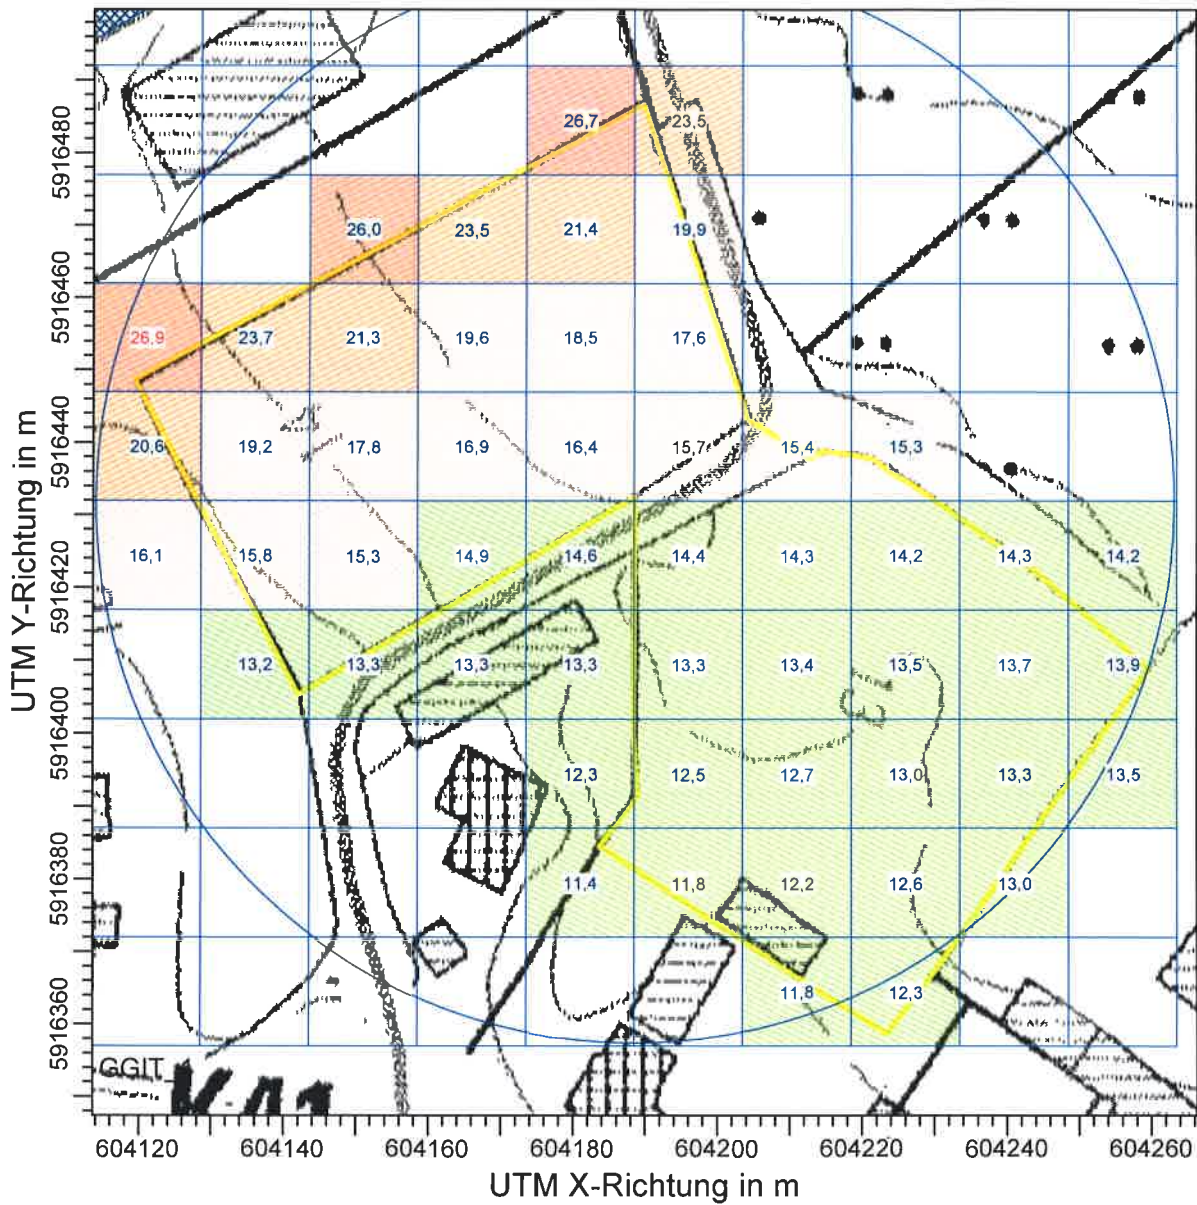 26,7 23,5
26,0 23,5 21,4 19,9
26,9 23,7 21,3 19,6 18,5 17,6
20,6 19,2 17,8 16,9 16,4 15,7 15,4 15,3
16,1 15,8 15,3 14,9 14,6 14,4 14,3 14,2 14,3 14,2
13,2 13,3 13,3 13,3 13,3 13,4 13,5 13,7 13,9
12,3 12,5 12,7 13,0 13,3 13,5
11,4 11,8 12,2 12,6 13,0
11,8 12,3
5916480
5916460
5916440
5916420
5916400
5916380
5916360
UTM Y-Richtung in m
GGIT
604120 604140 604160 604180 604200 604220 604240 604260
UTM X-Richtung in m